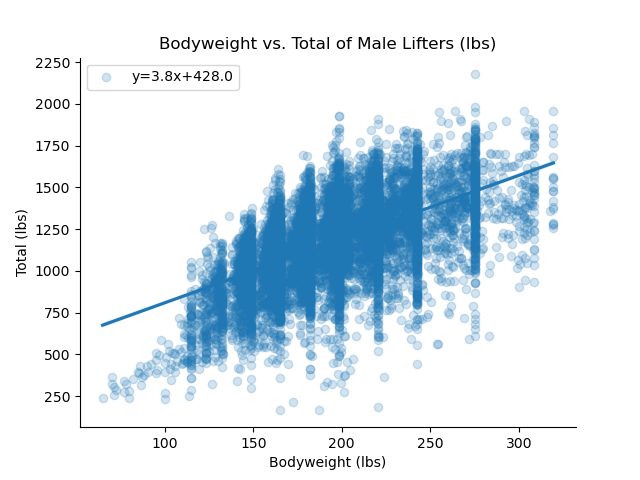 Bodyweight vs. Total of Male Lifters (lbs)
y=3.8x+428.0
2250
2000
1750
1500
1250
1000
750
500
250
Total (lbs)
100 150 200 250 300
Bodyweight (lbs)